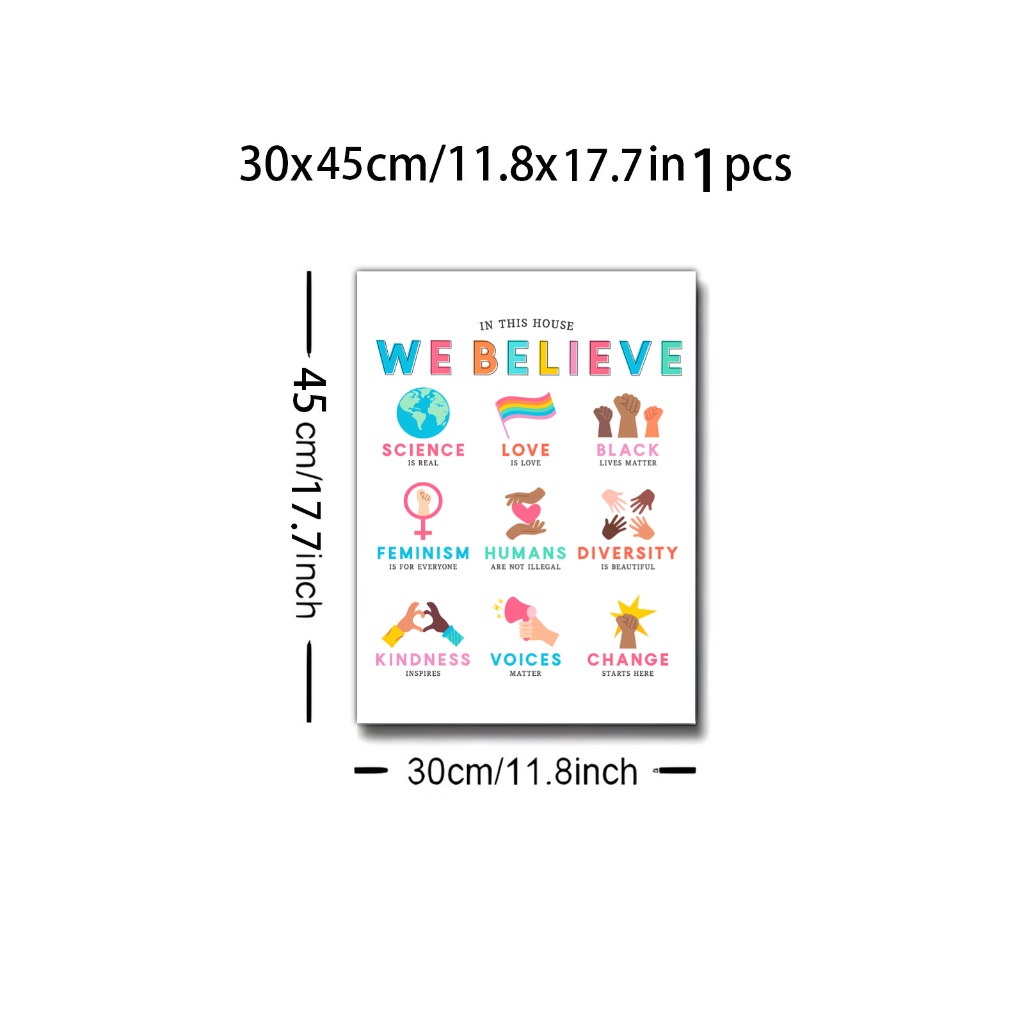 30x45cm/11.8x17.7in 1 pcs
IN THIS HOUSE
WE BELIEVE
SCIENCE
IS REAL
LOVE
IS LOVE
BLACK
LIVES MATTER
FEMINISM
IS FOR EVERYONE
HUMANS
ARE NOT ILLEGAL
DIVERSITY
IS BEAUTIFUL
KINDNESS
INSPIRES
VOICES
MATTER
CHANGE
STARTS HERE
45cm/17.7inch
30cm/11.8inch